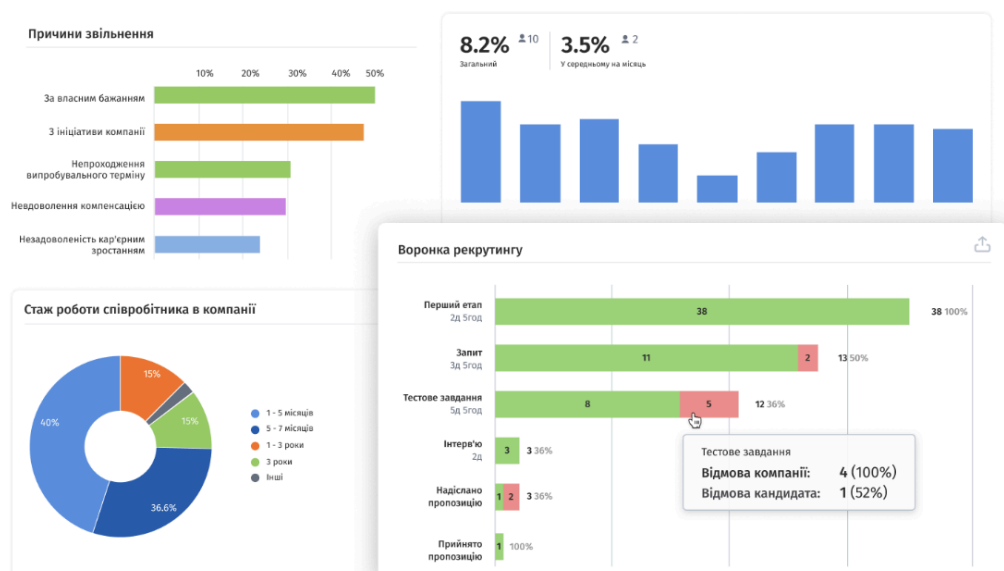 Причини звільнення
10% 20% 30% 40% 50%
За власним бажанням
З ініціативи компанії
Непроходження
випробувального терміну
Невдоволення компенсацією
Незадоволеність кар'єрним
зростанням
8.2% 10
Загальний
3.5% 2
У середньому на місяць
Стаж роботи співробітника в компанії
15%
40%
15%
36.6%
1 - 5 місяців
5 - 7 місяців
1 - 3 роки
3 роки
Інші
Воронка рекрутингу
Перший етап
2д 5год
38
38 100%
Запит
3д 5год
11 2
13 50%
Тестове завдання
5д 5год
8 5
12 36%
Інтерв'ю
2д
3
3 36%
Надіслано
пропозицію
1 2
3 36%
Прийнято
пропозицію
1
100%
Тестове завдання
Відмова компанії: 4 (100%)
Відмова кандидата: 1 (52%)